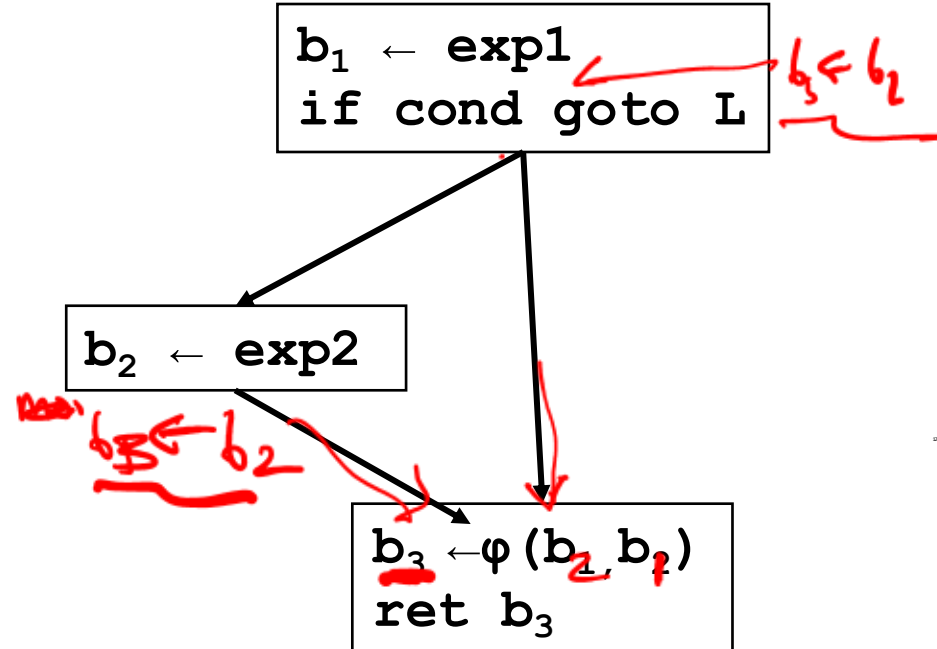 b₁ ← exp1
if cond goto L
b₃ ← b₂
b₂ ← exp2
b₃ ← b₂
b₃ ←φ(b₂,b₁)
ret b₃